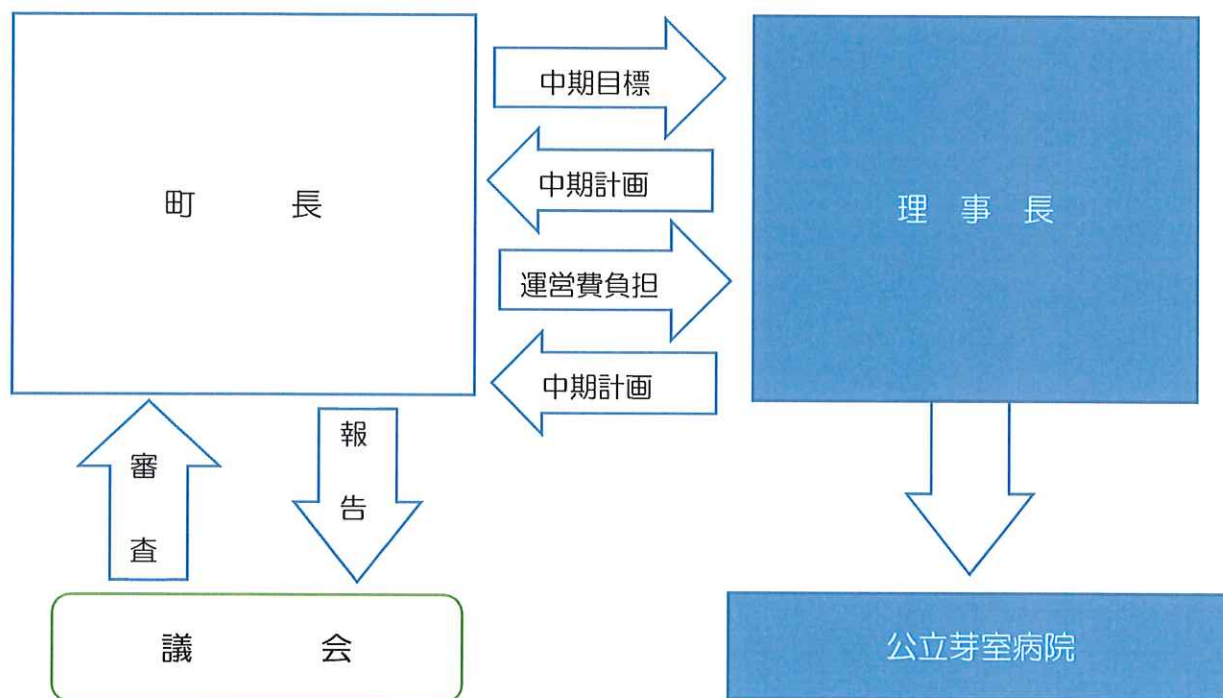 中期目標
町長
中期計画
理事長
運営費負担
中期計画
審査
報告
議会
公立芽室病院